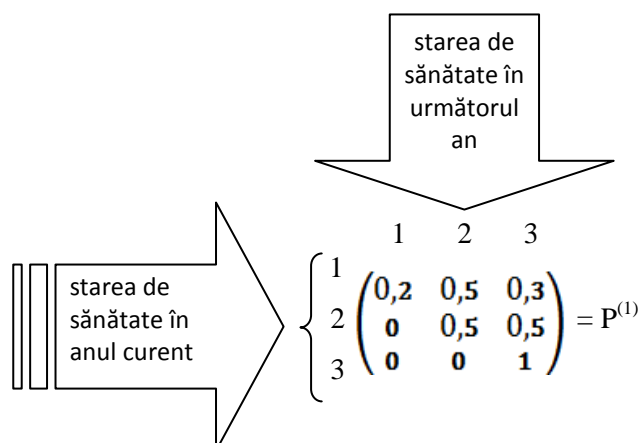 starea de
sănătate în
următorul
an
1 2 3
starea de
sănătate în
anul curent
1
2
3
0,2 0,5 0,3
0 0,5 0,5
0 0 1
= P⁽¹⁾